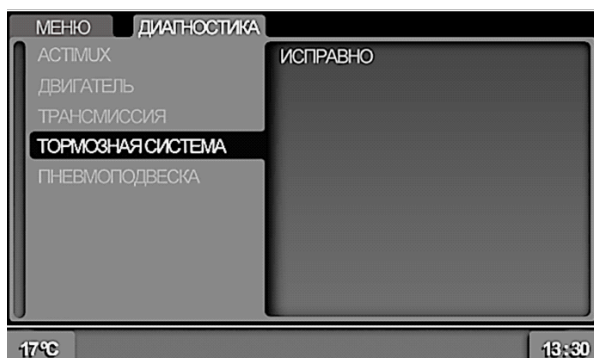 МЕНЮ ДИАГНОСТИКА
ACTIMUX ИСПРАВНО
ДВИГАТЕЛЬ
ТРАНСМИССИЯ
ТОРМОЗНАЯ СИСТЕМА
ПНЕВМОПОДВЕСКА
17°C 13:30